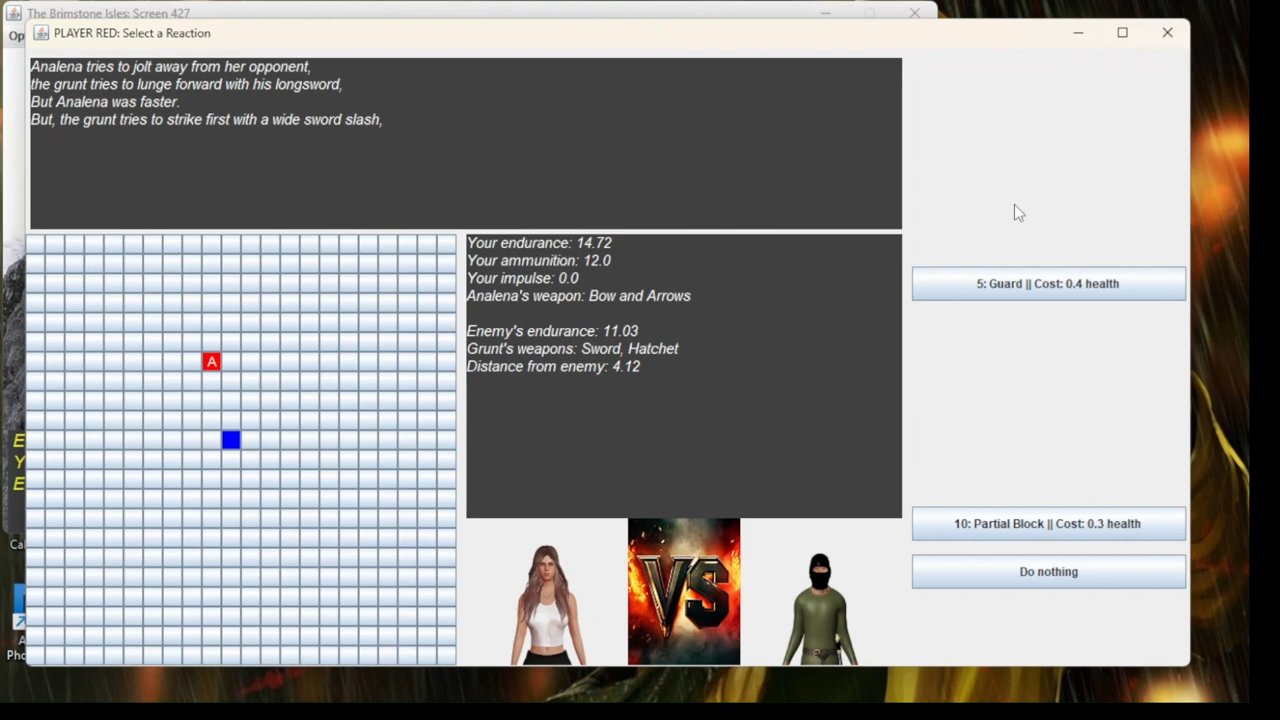 The Brimstone Isles: Screen 427
Op
PLAYER RED: Select a Reaction
Analena tries to jolt away from her opponent,
the grunt tries to lunge forward with his longsword,
But Analena was faster.
But, the grunt tries to strike first with a wide sword slash,
A
Your endurance: 14.72
Your ammunition: 12.0
Your impulse: 0.0
Analena's weapon: Bow and Arrows
Enemy's endurance: 11.03
Grunt's weapons: Sword, Hatchet
Distance from enemy: 4.12
5: Guard || Cost: 0.4 health
10: Partial Block || Cost: 0.3 health
Do nothing
E
Y
E
Cal
A
Pho
VS